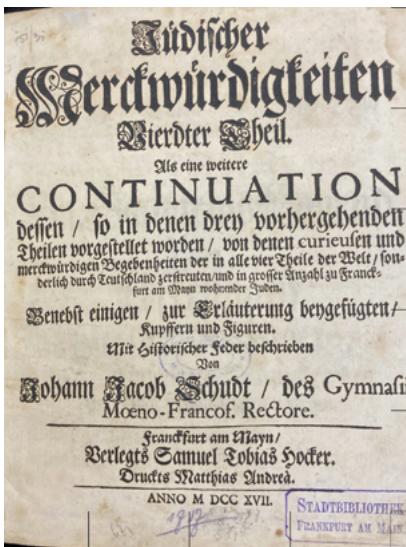 Jüdischer
Merckwürdigkeiten
Vierdter Theil.
Als eine weitere
CONTINUATION
dessen / so in denen drey vorhergehenden
Theilen vorgestellet worden / von denen curieusen und
merckwürdigen Begebenheiten der in alle vier Theile der Welt / son-
derlich durch Teutschland zerstreuten / und in grosser Anzahl zu Franck-
furt am Mayn wohnender Juden.
Benebst einigen / zur Erläuterung beygefügten /
Kupffern und Figuren.
Mit Historischer Feder beschrieben
Von
Johann Jacob Schudt / des Gymnasii
Mœno-Francof. Rectore.
Franckfurt am Mayn /
Verlegts Samuel Tobias Hocker.
Druckts Matthias Andreä.
ANNO M DCC XVII.
STADTBIBLIOTHEK
FRANKFURT AM MAIN.